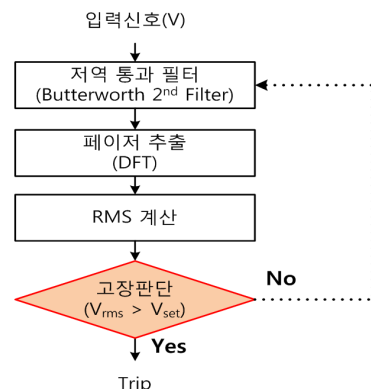 입력신호(V)
저역 통과 필터
(Butterworth 2nd Filter)
페이저 추출
(DFT)
RMS 계산
고장판단
(Vrms > Vset)
No
Yes
Trip